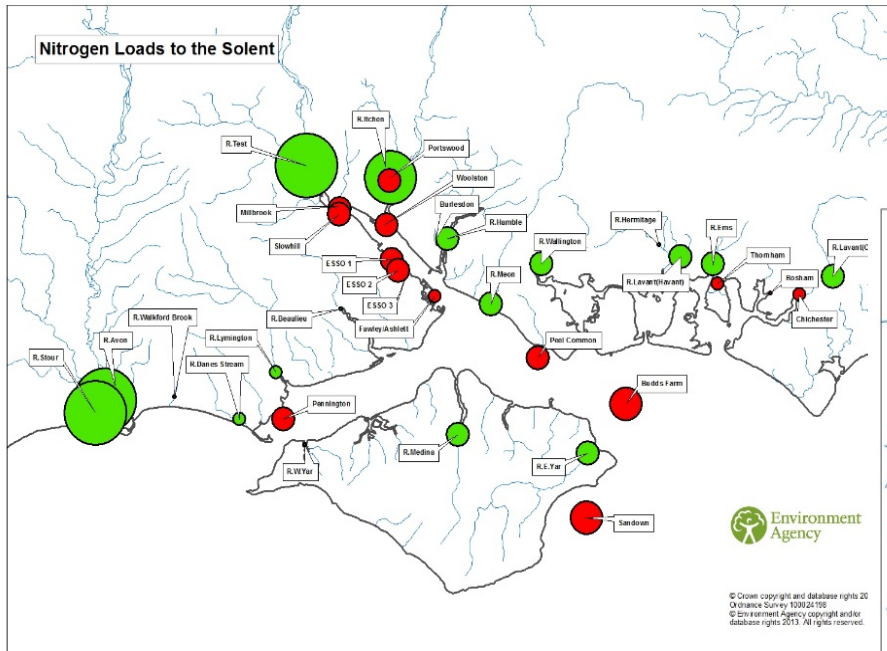 Nitrogen Loads to the Solent
R.Itchen
R.Test
Portswood
Woolston
Millbrook
Burlesdon
Slowhill
R.Hamble
R.Hermitage
R.Ems
R.Wallington
Thornham
R.Lavant(C
ESSO 1
Bosham
ESSO 2
R.Lavant(Havant)
R.Meon
ESSO 3
R.Beaulieu
Fawley/Ashlett
Chichester
R.Walkford Brook
R.Lymington
Peel Common
R.Avon
R.Stour
R.Danes Stream
Budds Farm
Pennington
R.Medina
R.E.Yar
R.W.Yar
Sandown
Environment
Agency
© Crown copyright and database rights 20
Ordnance Survey 100024198
© Environment Agency copyright and/or
database rights 2013. All rights reserved.